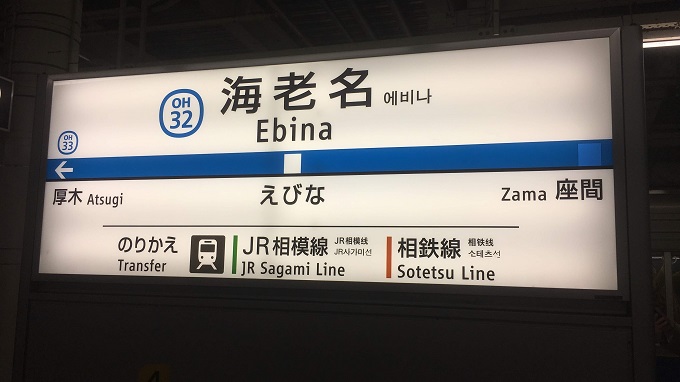 OH
32
海老名 에비나
Ebina
OH
33
←
厚木 Atsugi
えびな
Zama 座間
のりかえ
Transfer
JR相模線 JR相模线
JR사가미선
JR Sagami Line
相鉄線 相铁线
소테츠선
Sotetsu Line